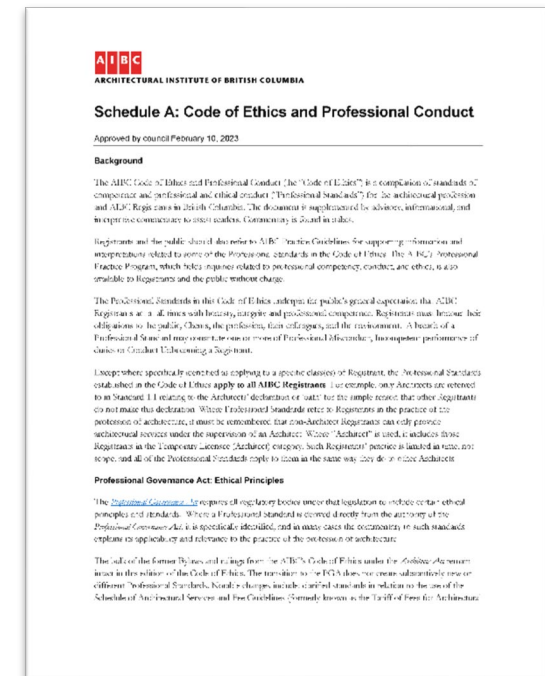 AIBC
ARCHITECTURAL INSTITUTE OF BRITISH COLUMBIA
Schedule A: Code of Ethics and Professional Conduct
Approved by council February 10, 2023
Background
The AIBC Code of Ethics and Professional Conduct (the "Code of Ethics") is a compilation of standards of
competence and professional and ethical conduct ("Professional Standards") for the architectural profession
and AIBC Registrants in British Columbia. The document is supplemented by advisory, informational, and
interpretive commentary to assist readers. Commentary is found in
Registrants and the public should also refer to AIBC Practice Guidelines for supporting information and
interpretations related to some of the Professional Standards in the Code of Ethics. The AIBC's Professional
Practice Program, which fields inquiries related to professional competency, conduct, and ethics, is also
available to Registrants and the public without charge.
The Professional Standards in this Code of Ethics underpin the public's general expectation that AIBC
Registrants act at all times with honesty, integrity and professional competence. Registrants must honour their
obligations to the public, Clients, the profession, their colleagues, and the environment. A breach of a
Professional Standard may constitute one or more of Professional Misconduct, Incompetent performance of
duties or Conduct Unbecoming a Registrant.
Except where specifically identified as applying to a specific class(es) of Registrant, the Professional Standards
established in the Code of Ethics apply to all AIBC Registrants. For example, only Architects are referred
to in Standard 1.1 relating to the Architects' declaration or 'oath' for the simple reason that other Registrants
do not make this declaration. Where Professional Standards refer to Registrants in the practice of the
profession of architecture, it must be remembered that non-Architect Registrants can only provide
architectural services under the supervision of an Architect. Where "Architect" is used, it includes those
Registrants in the Temporary Licensee (Architect) category. Such Registrants' practice is limited in time, not
scope, and all of the Professional Standards apply to them in the same way they do to other Architects
Professional Governance Act: Ethical Principles
The Professional Governance Act requires all regulatory bodies under that legislation to include certain ethical
principles and standards. Where a Professional Standard is derived directly from the authority of the
Professional Governance Act, it is specifically identified, and in many cases the commentary to such standards
explains its applicability and relevance to the practice of the profession of architecture
The bulk of the former Bylaws and rulings from the AIBC's Code of Ethics under the Architects Act remain
intact in this edition of the Code of Ethics. The transition to the PGA does not create substantively new or
different Professional Standards. Notable changes include clarified standards in relation to the use of the
Schedule of Architectural Services and Fee Guidelines (formerly known as the Tariff of Fees for Architectural